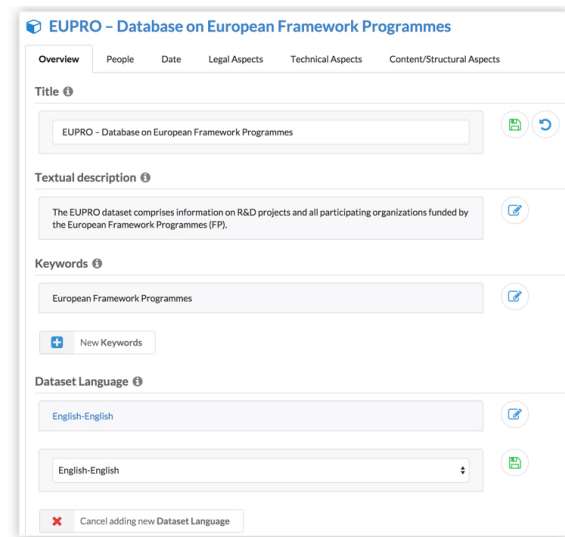 EUPRO – Database on European Framework Programmes
Overview People Date Legal Aspects Technical Aspects Content/Structural Aspects
Title
EUPRO – Database on European Framework Programmes
Textual description
The EUPRO dataset comprises information on R&D projects and all participating organizations funded by
the European Framework Programmes (FP).
Keywords
European Framework Programmes
New Keywords
Dataset Language
English-English
English-English
Cancel adding new Dataset Language